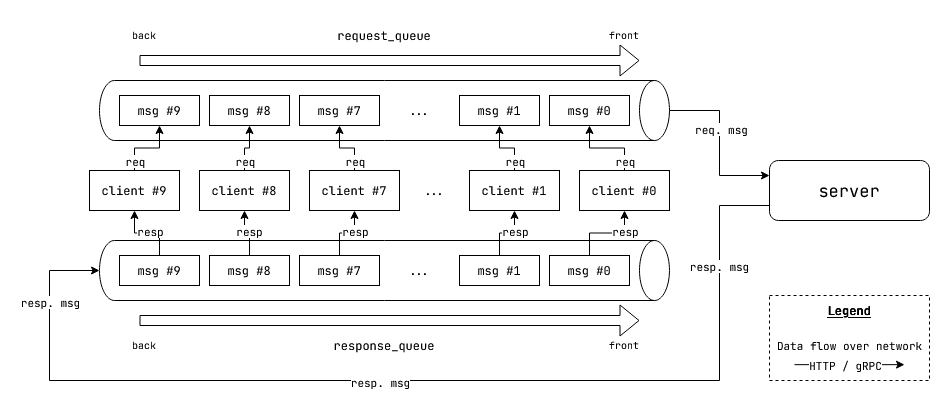 back request_queue front
msg #9 msg #8 msg #7 ... msg #1 msg #0
req. msg
req req req req req
client #9 client #8 client #7 ... client #1 client #0
server
resp resp resp resp resp
msg #9 msg #8 msg #7 ... msg #1 msg #0
resp. msg
resp. msg
Legend
back response_queue front
Data flow over network
HTTP / gRPC
resp. msg